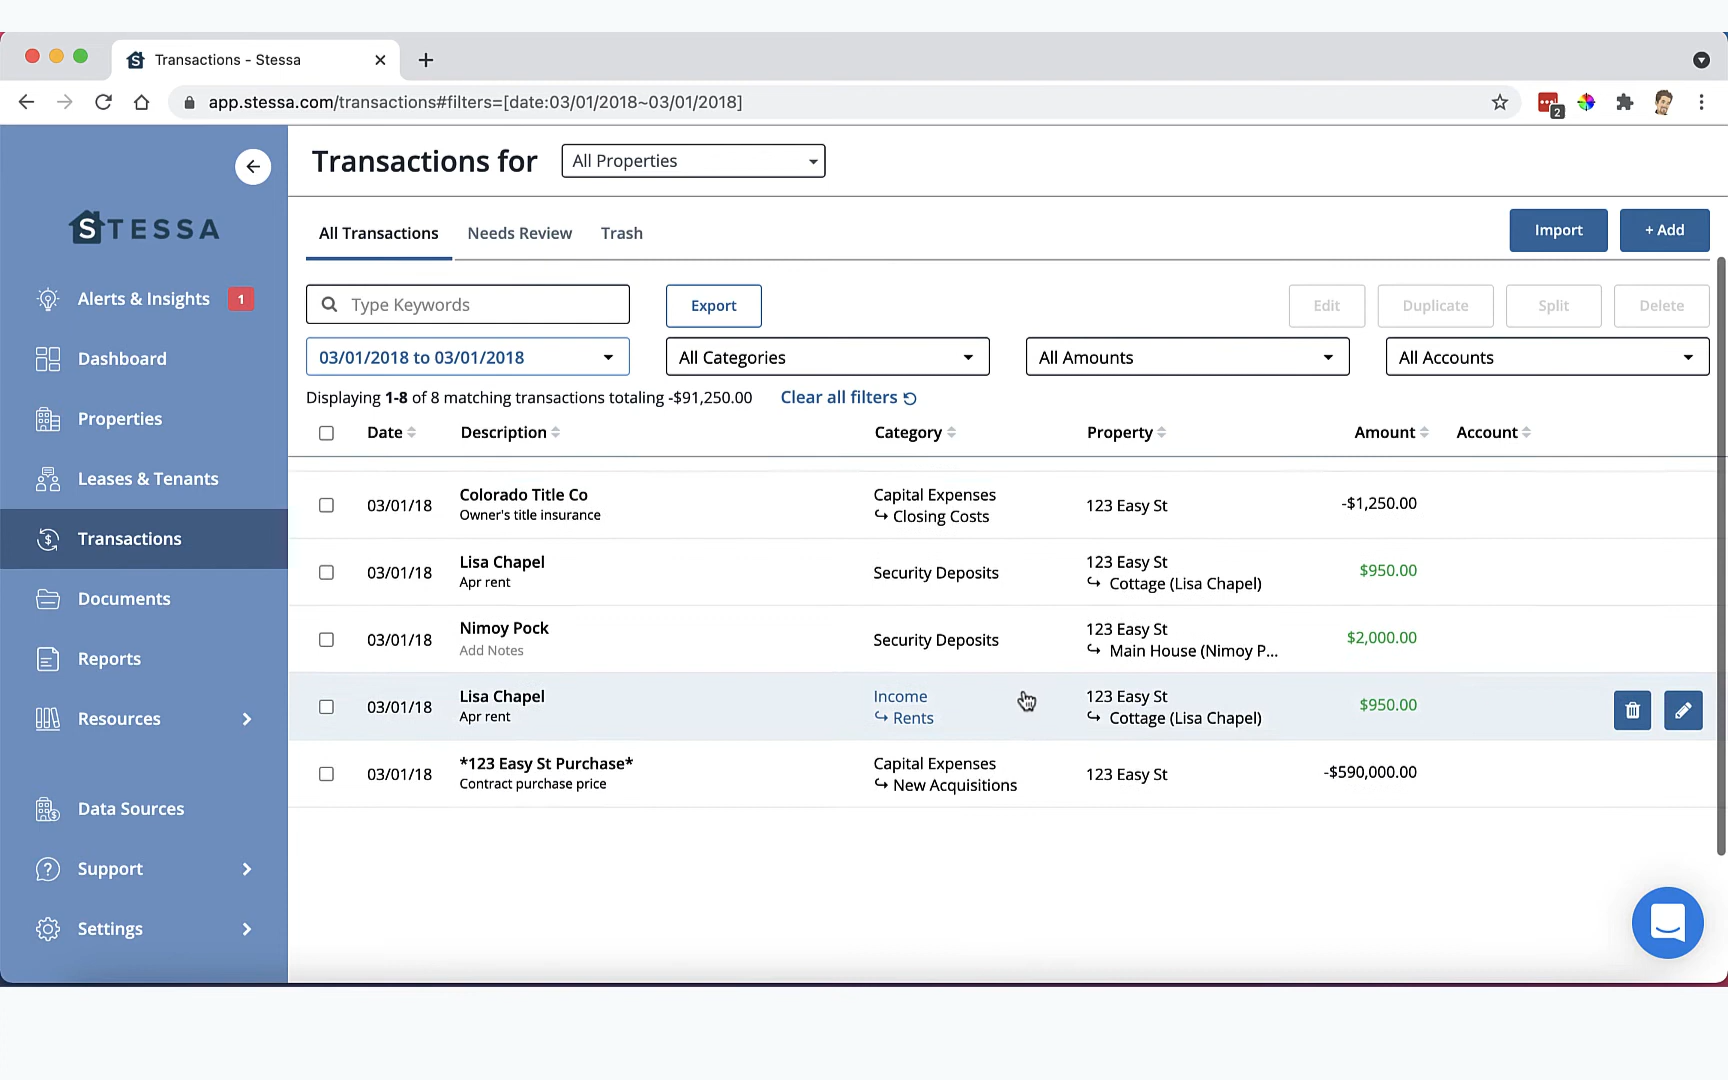 Transactions - Stessa
app.stessa.com/transactions#filters=[date:03/01/2018~03/01/2018]
2
STESSA
Alerts & Insights 1
Dashboard
Properties
Leases & Tenants
Transactions
Documents
Reports
Resources
Data Sources
Support
Settings
Transactions for All Properties
All Transactions Needs Review Trash
Import + Add
Type Keywords Export Edit Duplicate Split Delete
03/01/2018 to 03/01/2018 All Categories All Amounts All Accounts
Displaying 1-8 of 8 matching transactions totaling -$91,250.00 Clear all filters
Date Description Category Property Amount Account
03/01/18 Colorado Title Co Capital Expenses 123 Easy St -$1,250.00
Owner's title insurance Closing Costs
03/01/18 Lisa Chapel Security Deposits 123 Easy St $950.00
Apr rent Cottage (Lisa Chapel)
03/01/18 Nimoy Pock Security Deposits 123 Easy St $2,000.00
Add Notes Main House (Nimoy P...
03/01/18 Lisa Chapel Income 123 Easy St $950.00
Apr rent Rents Cottage (Lisa Chapel)
03/01/18 *123 Easy St Purchase* Capital Expenses 123 Easy St -$590,000.00
Contract purchase price New Acquisitions